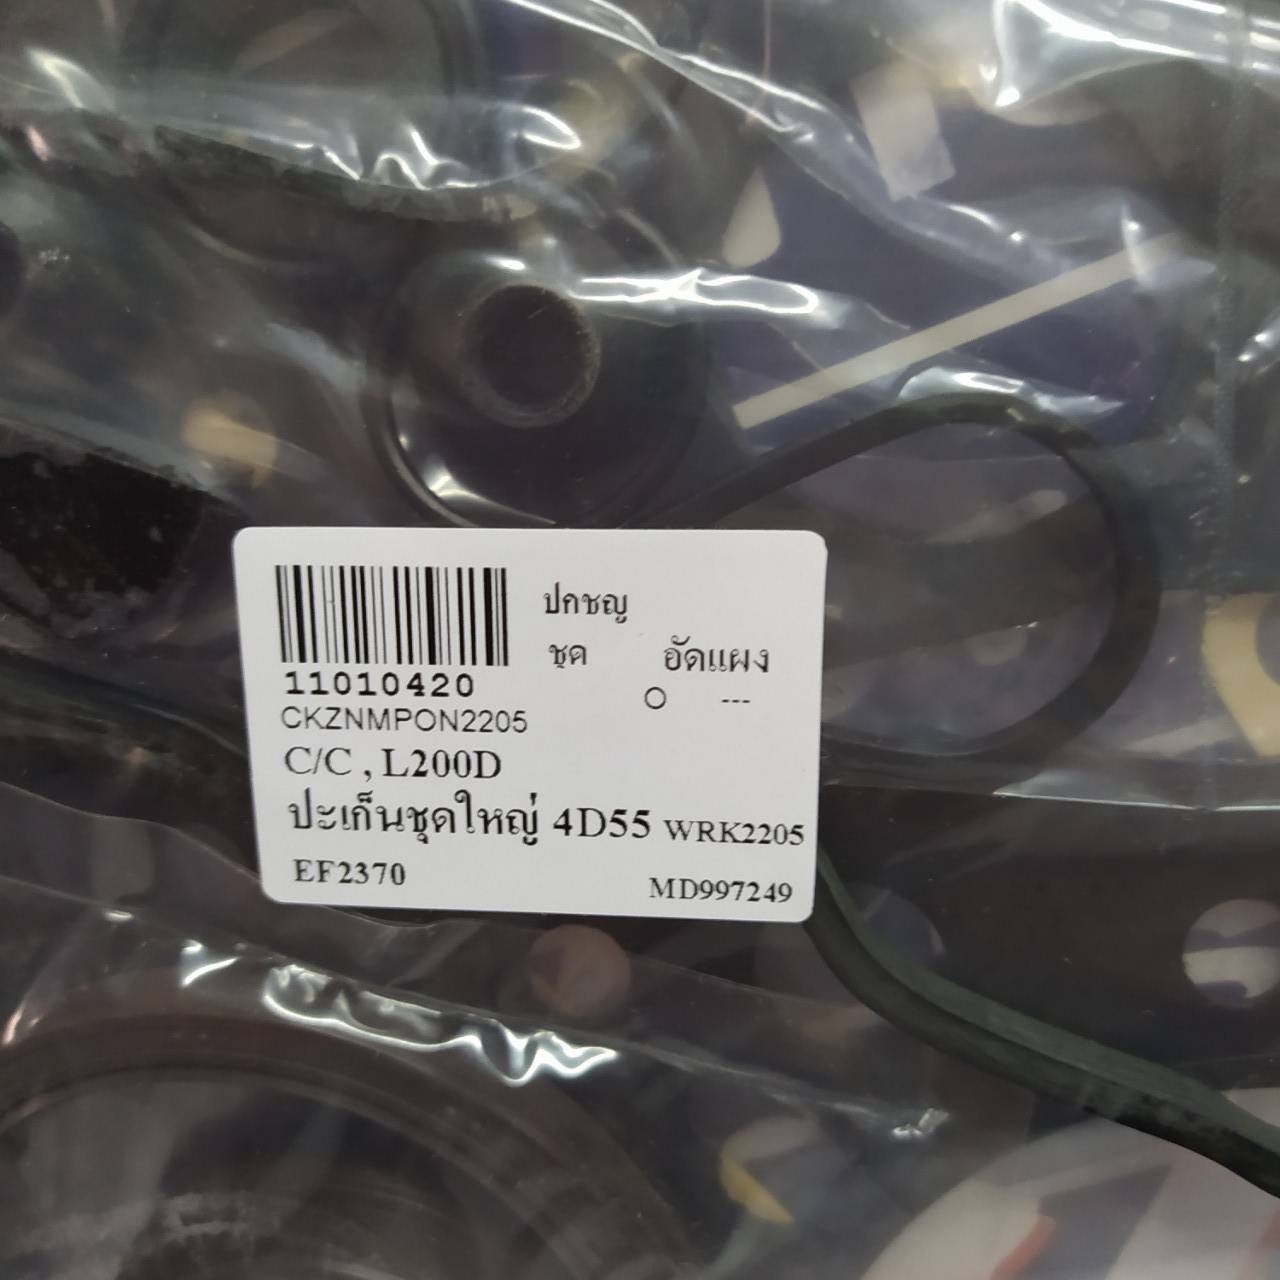 ปกชญ
ชุด อัดแผง
O ---
11010420
CKZNMPON2205
C/C , L200D
ปะเก็นชุดใหญ่ 4D55 WRK2205
EF2370 MD997249